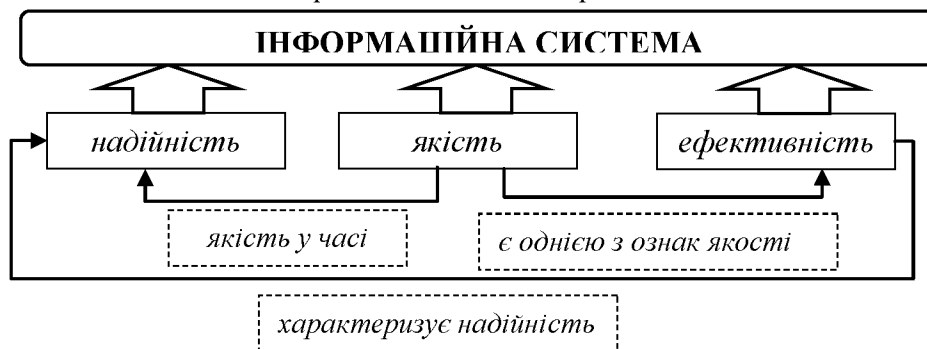 ІНФОРМАЦІЙНА СИСТЕМА
надійність
якість
ефективність
якість у часі
є однією з ознак якості
характеризує надійність